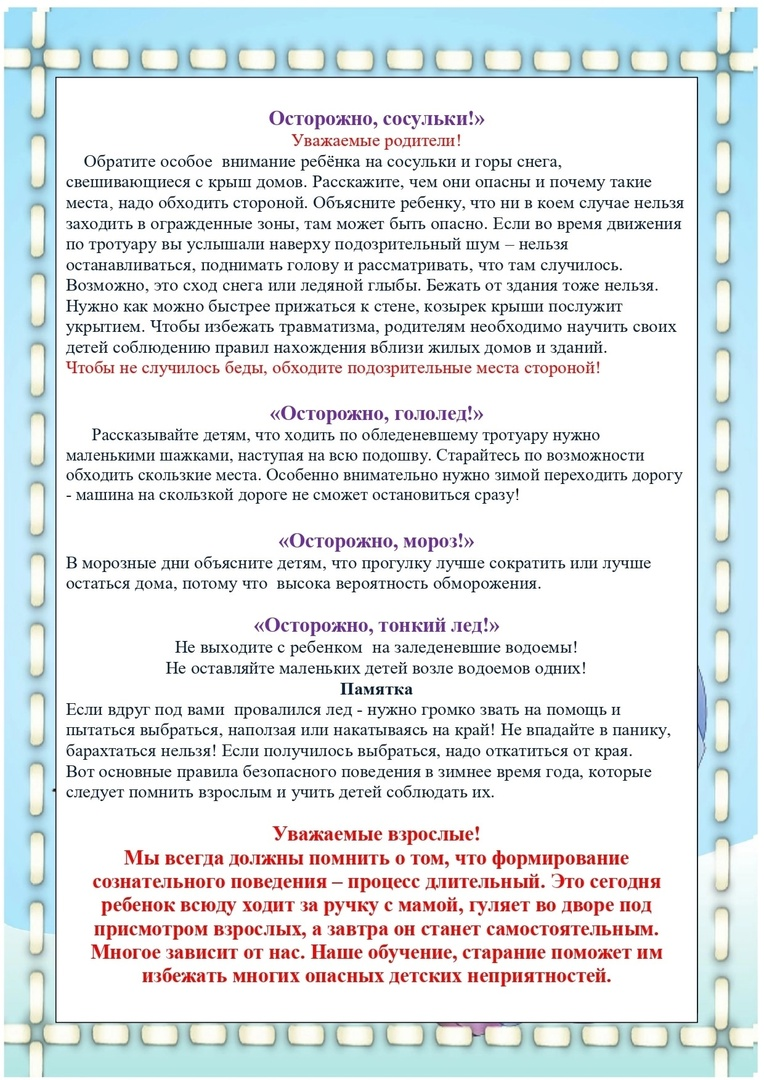 Осторожно, сосульки!»
Уважаемые родители!
Обратите особое внимание ребёнка на сосульки и горы снега,
свешивающиеся с крыш домов. Расскажите, чем они опасны и почему такие
места, надо обходить стороной. Объясните ребенку, что ни в коем случае нельзя
заходить в огражденные зоны, там может быть опасно. Если во время движения
по тротуару вы услышали наверху подозрительный шум – нельзя
останавливаться, поднимать голову и рассматривать, что там случилось.
Возможно, это сход снега или ледяной глыбы. Бежать от здания тоже нельзя.
Нужно как можно быстрее прижаться к стене, козырек крыши послужит
укрытием. Чтобы избежать травматизма, родителям необходимо научить своих
детей соблюдению правил нахождения вблизи жилых домов и зданий.
Чтобы не случилось беды, обходите подозрительные места стороной!
«Осторожно, гололед!»
Рассказывайте детям, что ходить по обледеневшему тротуару нужно
маленькими шажками, наступая на всю подошву. Старайтесь по возможности
обходить скользкие места. Особенно внимательно нужно зимой переходить дорогу
- машина на скользкой дороге не сможет остановиться сразу!
«Осторожно, мороз!»
В морозные дни объясните детям, что прогулку лучше сократить или лучше
остаться дома, потому что высока вероятность обморожения.
«Осторожно, тонкий лед!»
Не выходите с ребенком на заледеневшие водоемы!
Не оставляйте маленьких детей возле водоемов одних!
Памятка
Если вдруг под вами провалился лед - нужно громко звать на помощь и
пытаться выбраться, наползая или накатываясь на край! Не впадайте в панику,
барахтаться нельзя! Если получилось выбраться, надо откатиться от края.
Вот основные правила безопасного поведения в зимнее время года, которые
следует помнить взрослым и учить детей соблюдать их.
Уважаемые взрослые!
Мы всегда должны помнить о том, что формирование
сознательного поведения – процесс длительный. Это сегодня
ребенок всюду ходит за ручку с мамой, гуляет во дворе под
присмотром взрослых, а завтра он станет самостоятельным.
Многое зависит от нас. Наше обучение, старание поможет им
избежать многих опасных детских неприятностей.